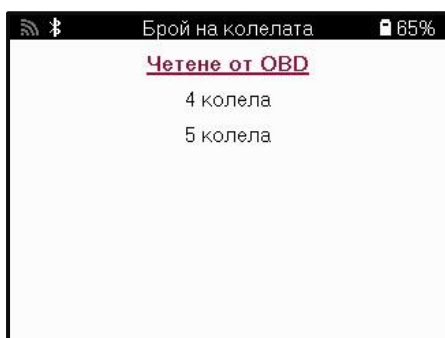 Брой на колелата 65%
Четене от OBD
4 колела
5 колела